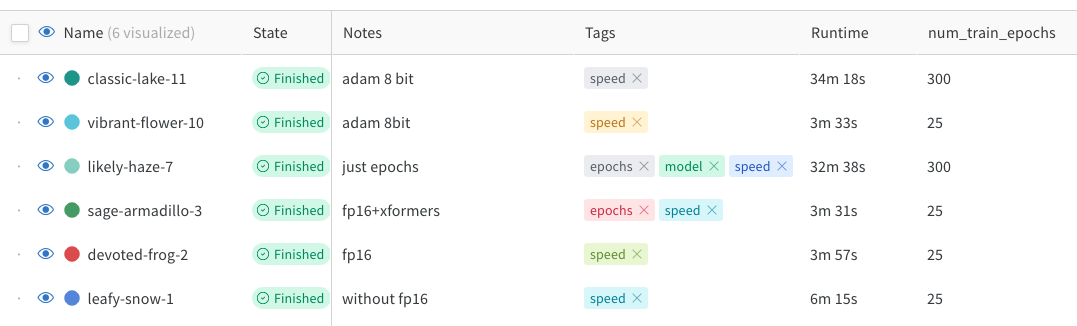 Name (6 visualized) State Notes Tags Runtime num_train_epochs
classic-lake-11 Finished adam 8 bit speed 34m 18s 300
vibrant-flower-10 Finished adam 8bit speed 3m 33s 25
likely-haze-7 Finished just epochs epochs model speed 32m 38s 300
sage-armadillo-3 Finished fp16+xformers epochs speed 3m 31s 25
devoted-frog-2 Finished fp16 speed 3m 57s 25
leafy-snow-1 Finished without fp16 speed 6m 15s 25